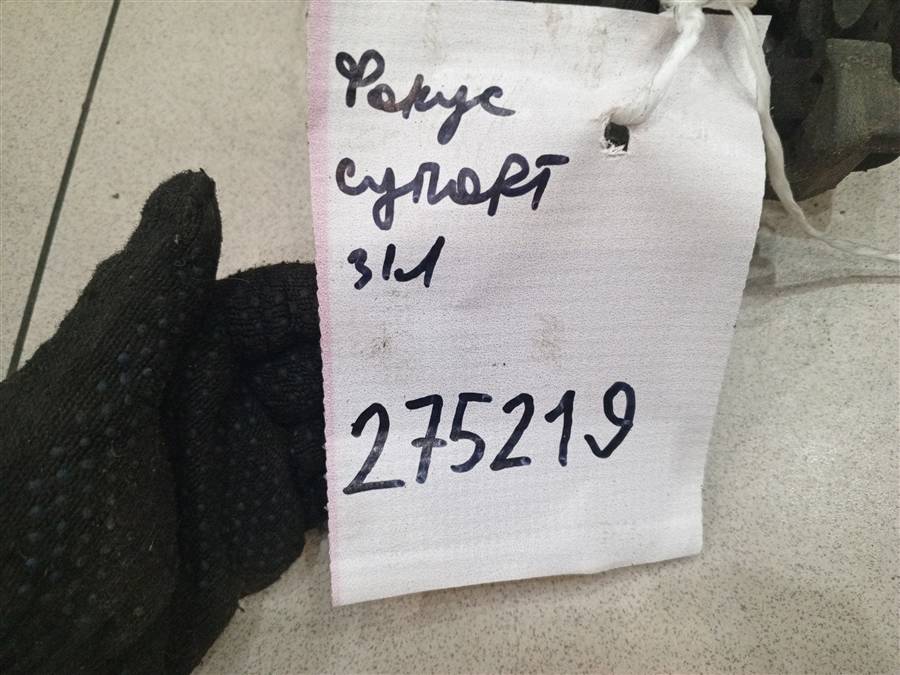 Фокус
супорт
з/л
275219